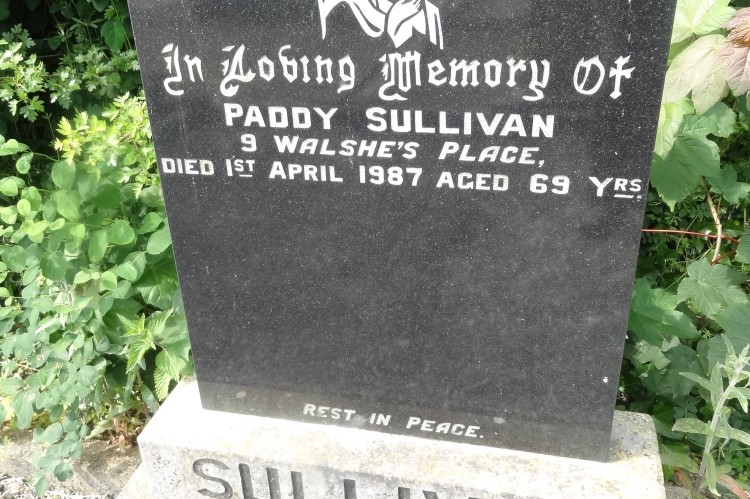 In Loving Memory Of
PADDY SULLIVAN
9 WALSHE'S PLACE,
DIED 1ST APRIL 1987 AGED 69 YRS
REST IN PEACE.